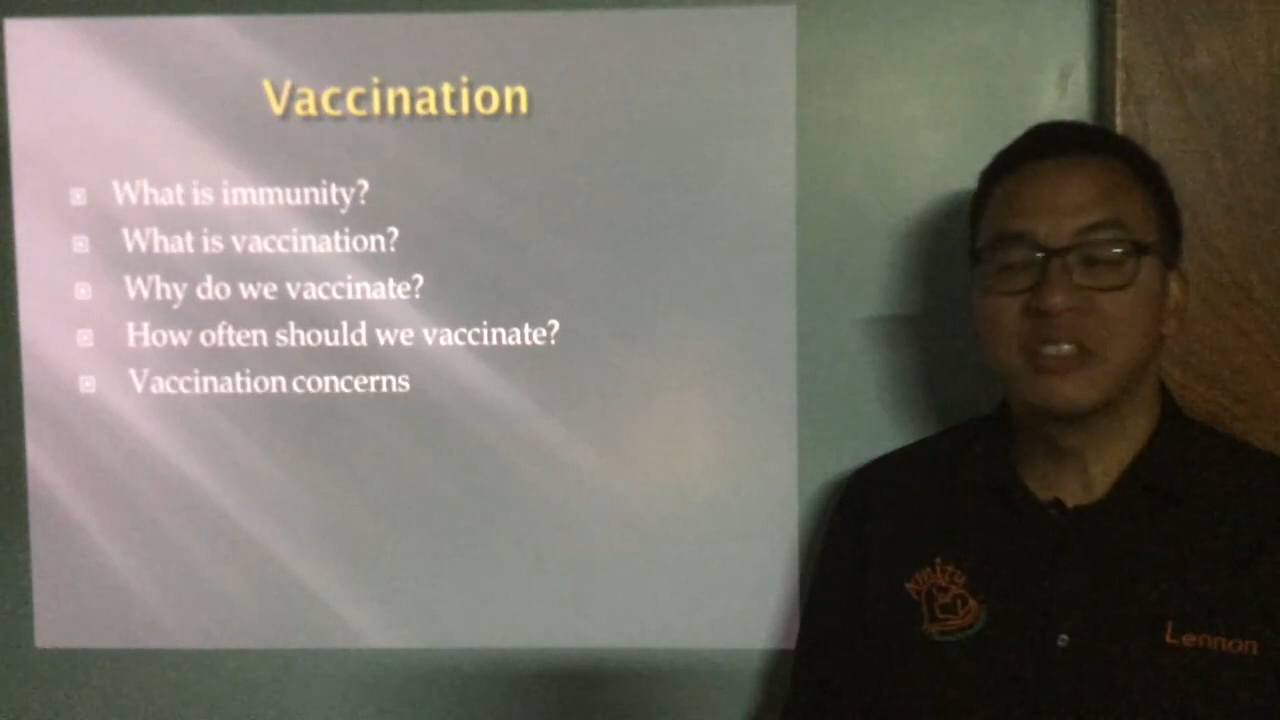 Vaccination
What is immunity?
What is vaccination?
Why do we vaccinate?
How often should we vaccinate?
Vaccination concerns
Amity
Lennon